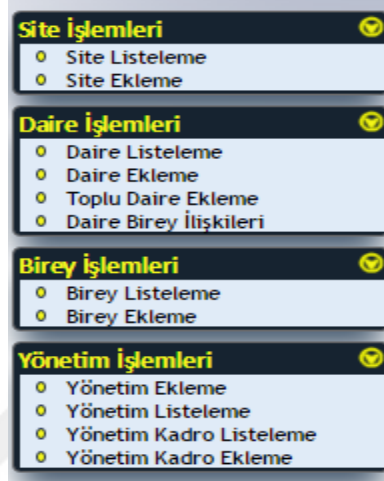 Site İşlemleri
Site Listeleme
Site Ekleme
Daire İşlemleri
Daire Listeleme
Daire Ekleme
Toplu Daire Ekleme
Daire Birey İlişkileri
Birey İşlemleri
Birey Listeleme
Birey Ekleme
Yönetim İşlemleri
Yönetim Ekleme
Yönetim Listeleme
Yönetim Kadro Listeleme
Yönetim Kadro Ekleme